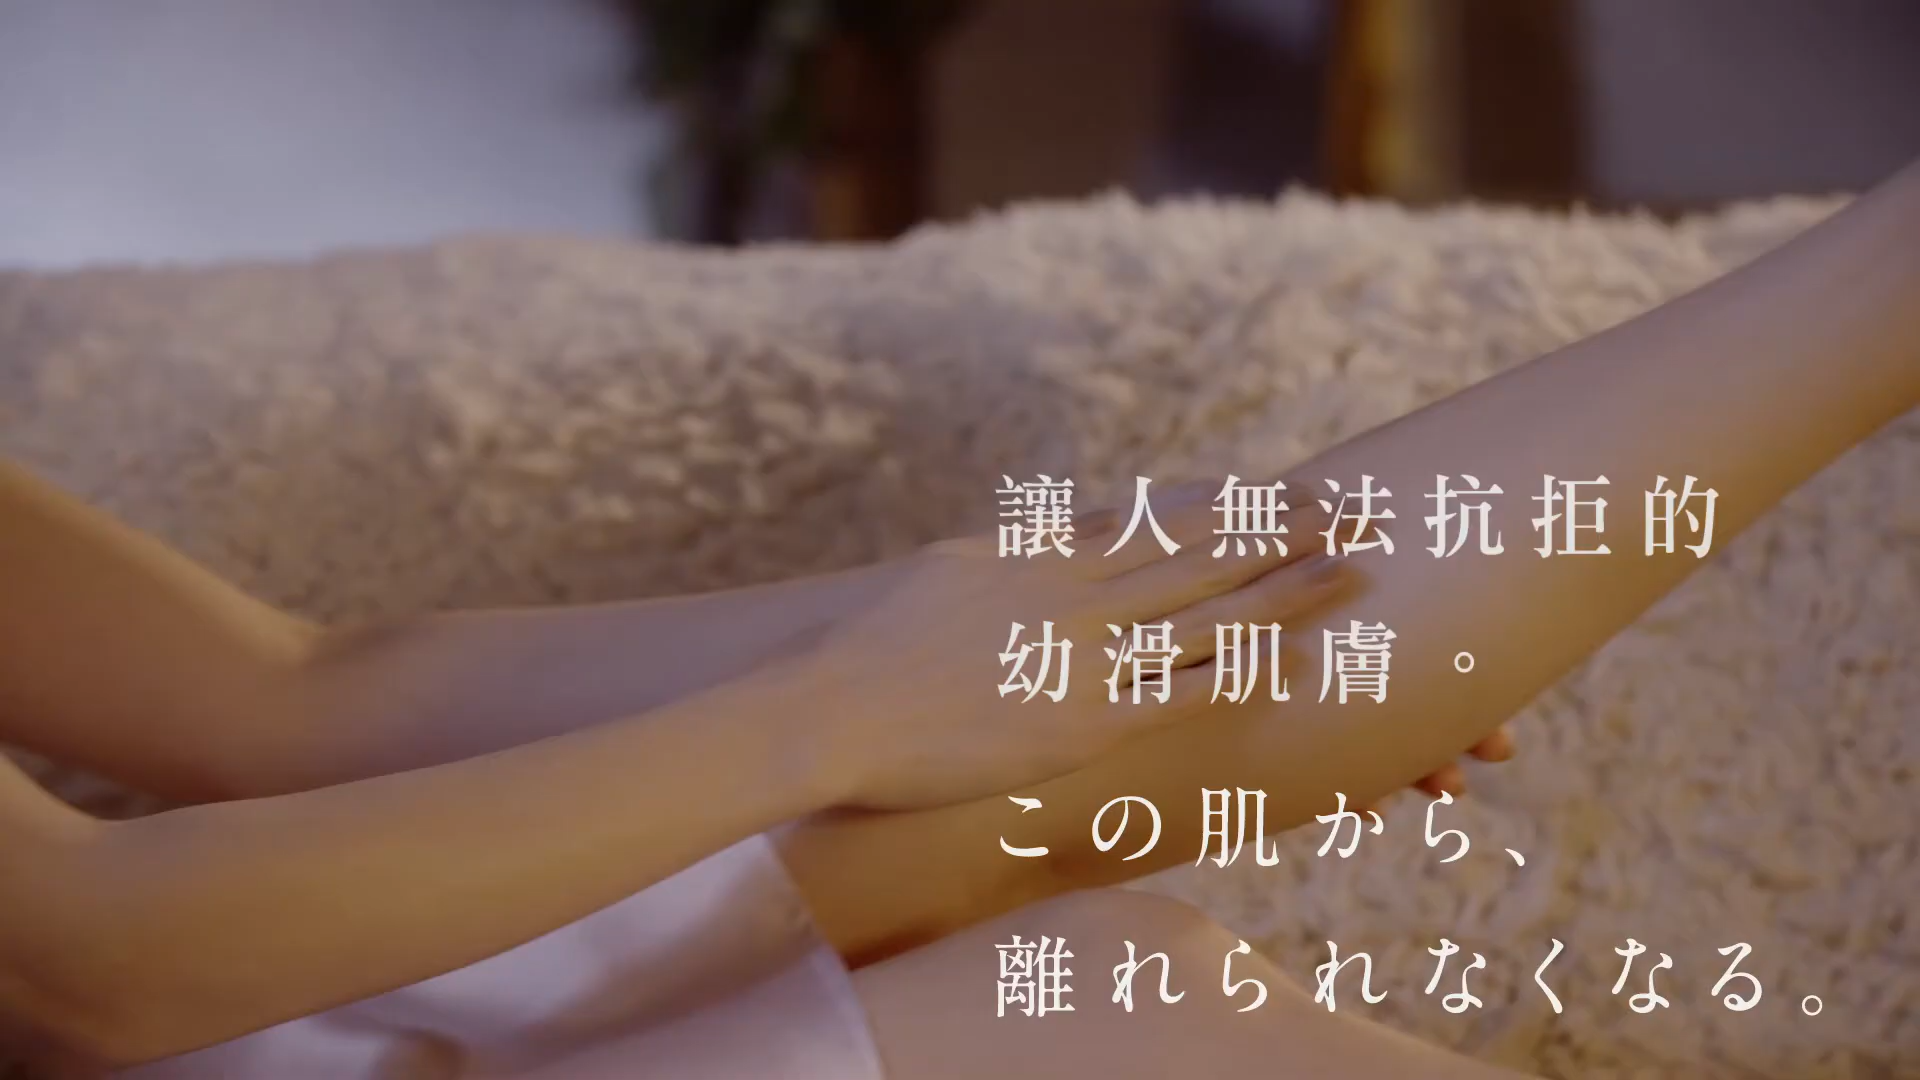 讓人無法抗拒的
幼滑肌膚。
この肌から、
離れられなくなる。